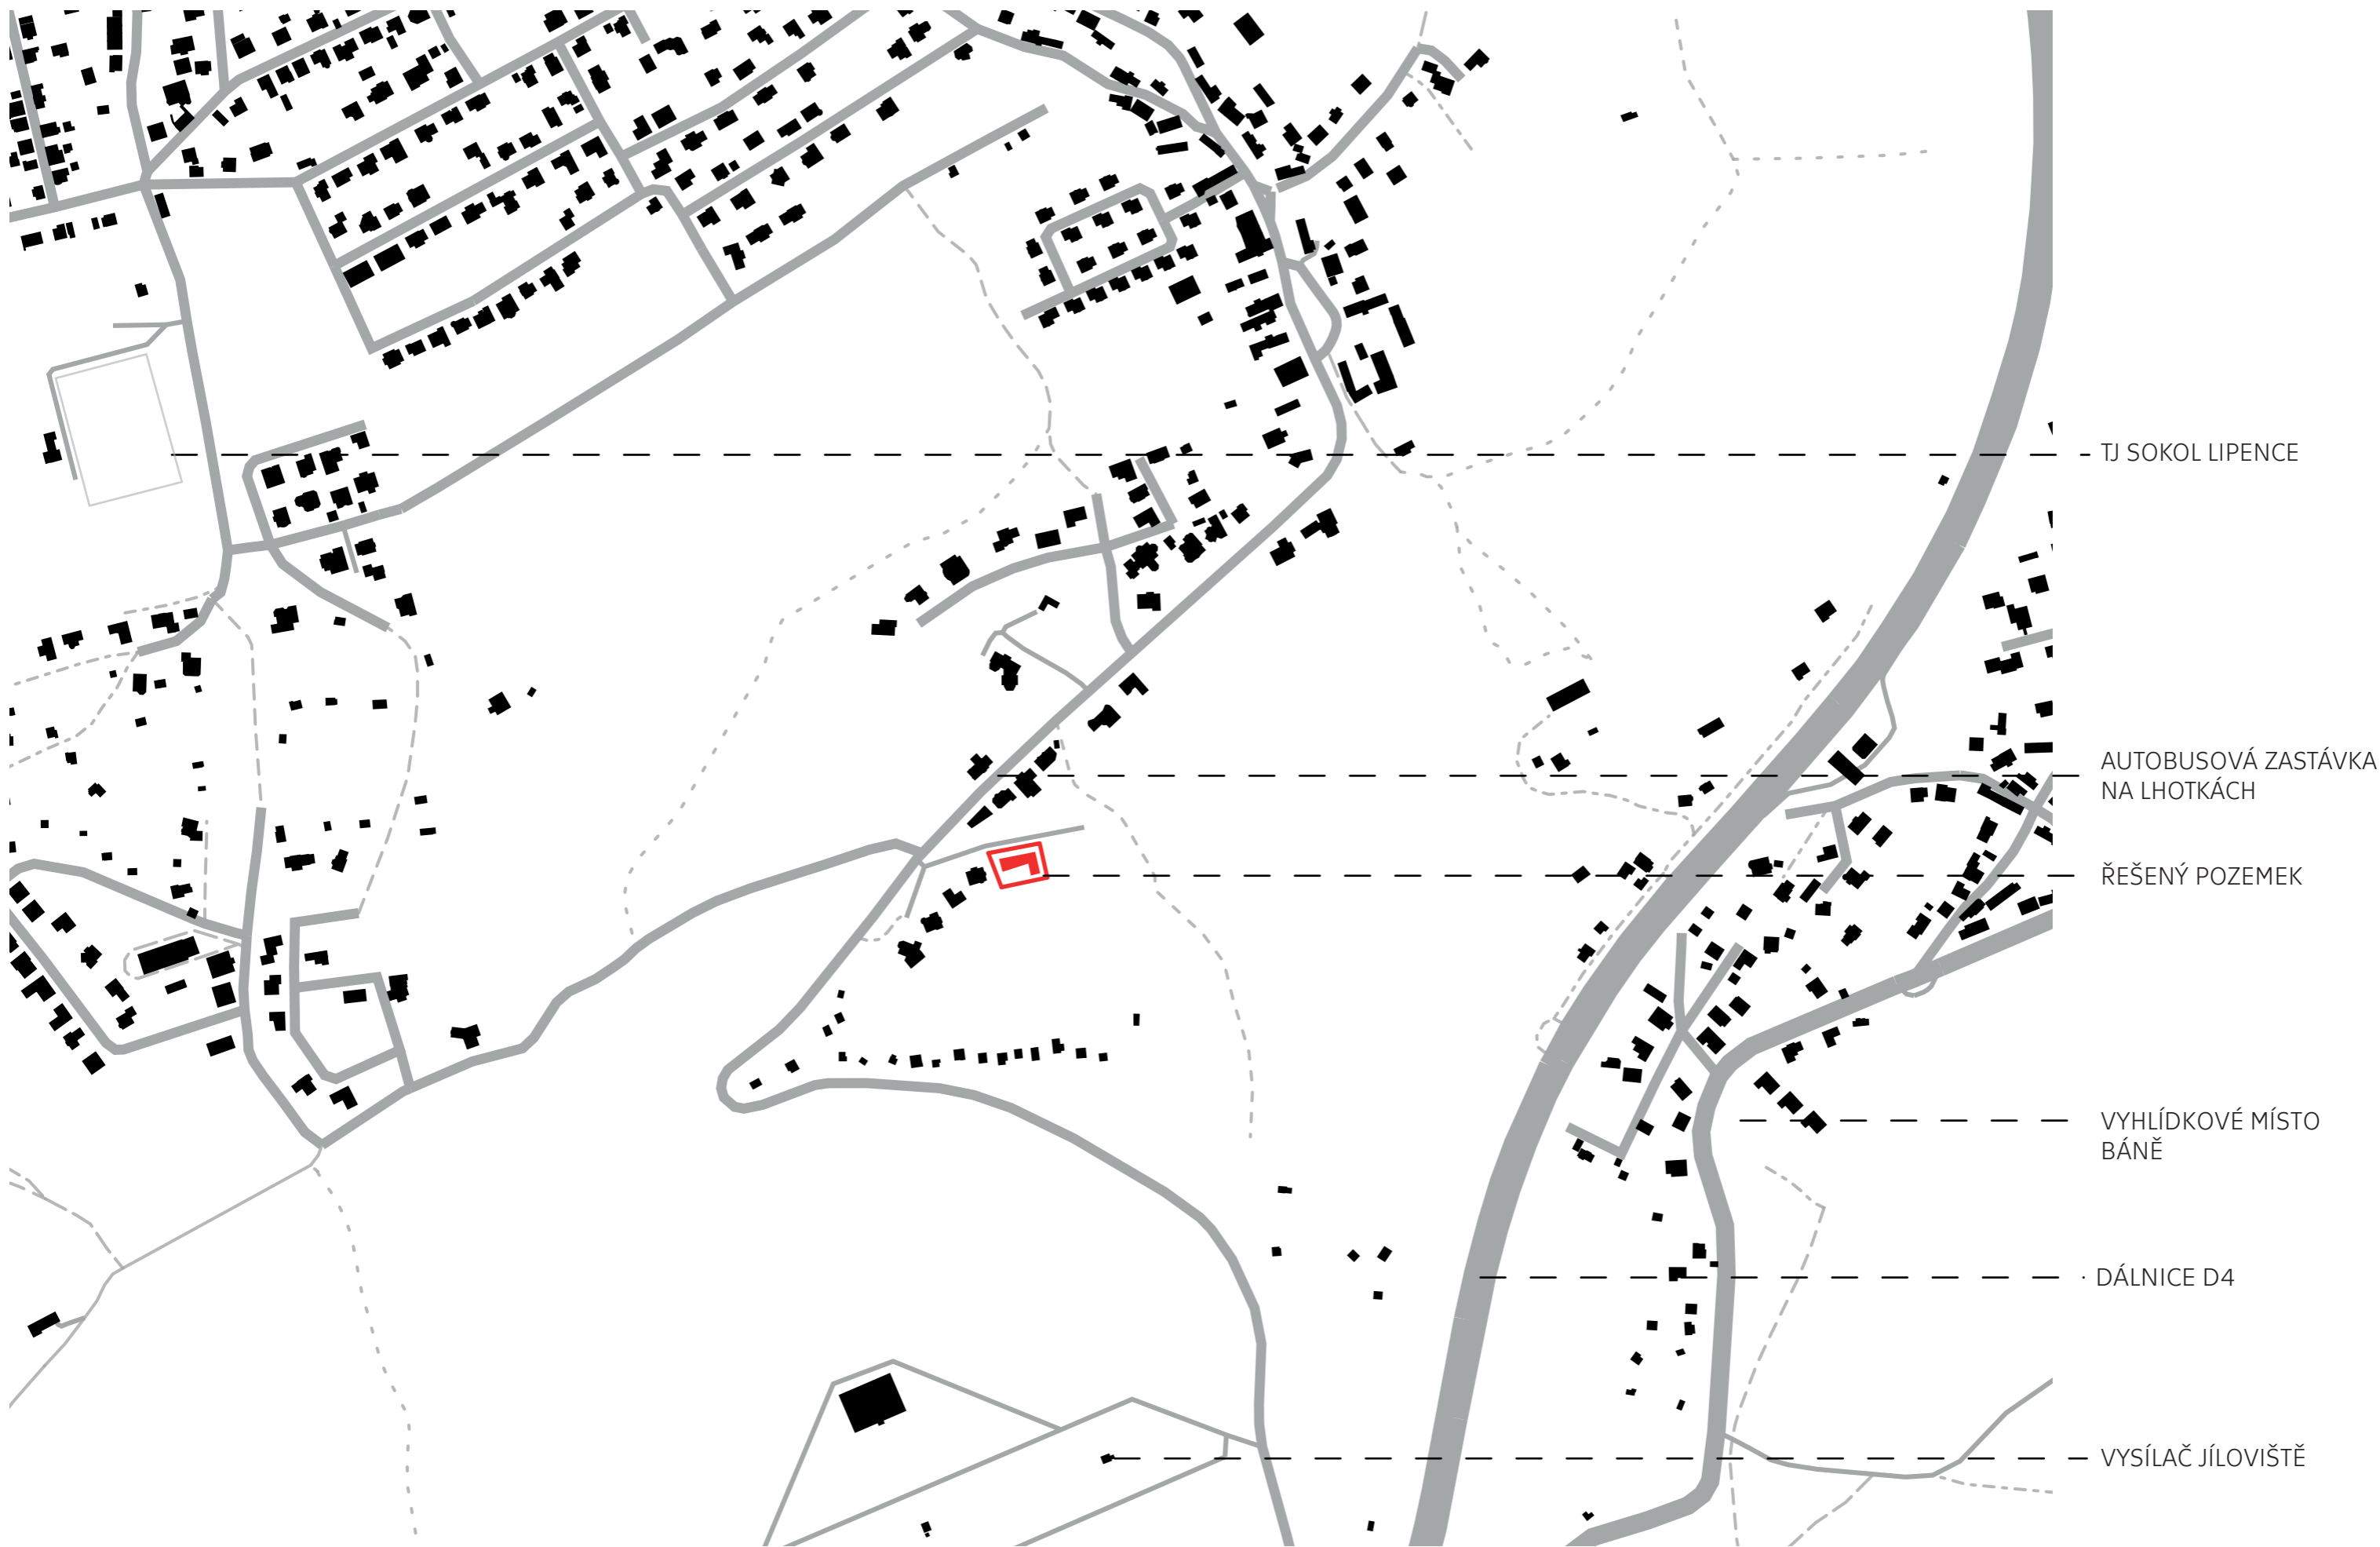 TJ SOKOL LIPENCE
AUTOBUSOVÁ ZASTÁVKA
NA LHOTKÁCH
ŘEŠENÝ POZEMEK
VYHLÍDKOVÉ MÍSTO
BÁNĚ
DÁLNICE D4
VYSÍLAČ JÍLOVIŠTĚ